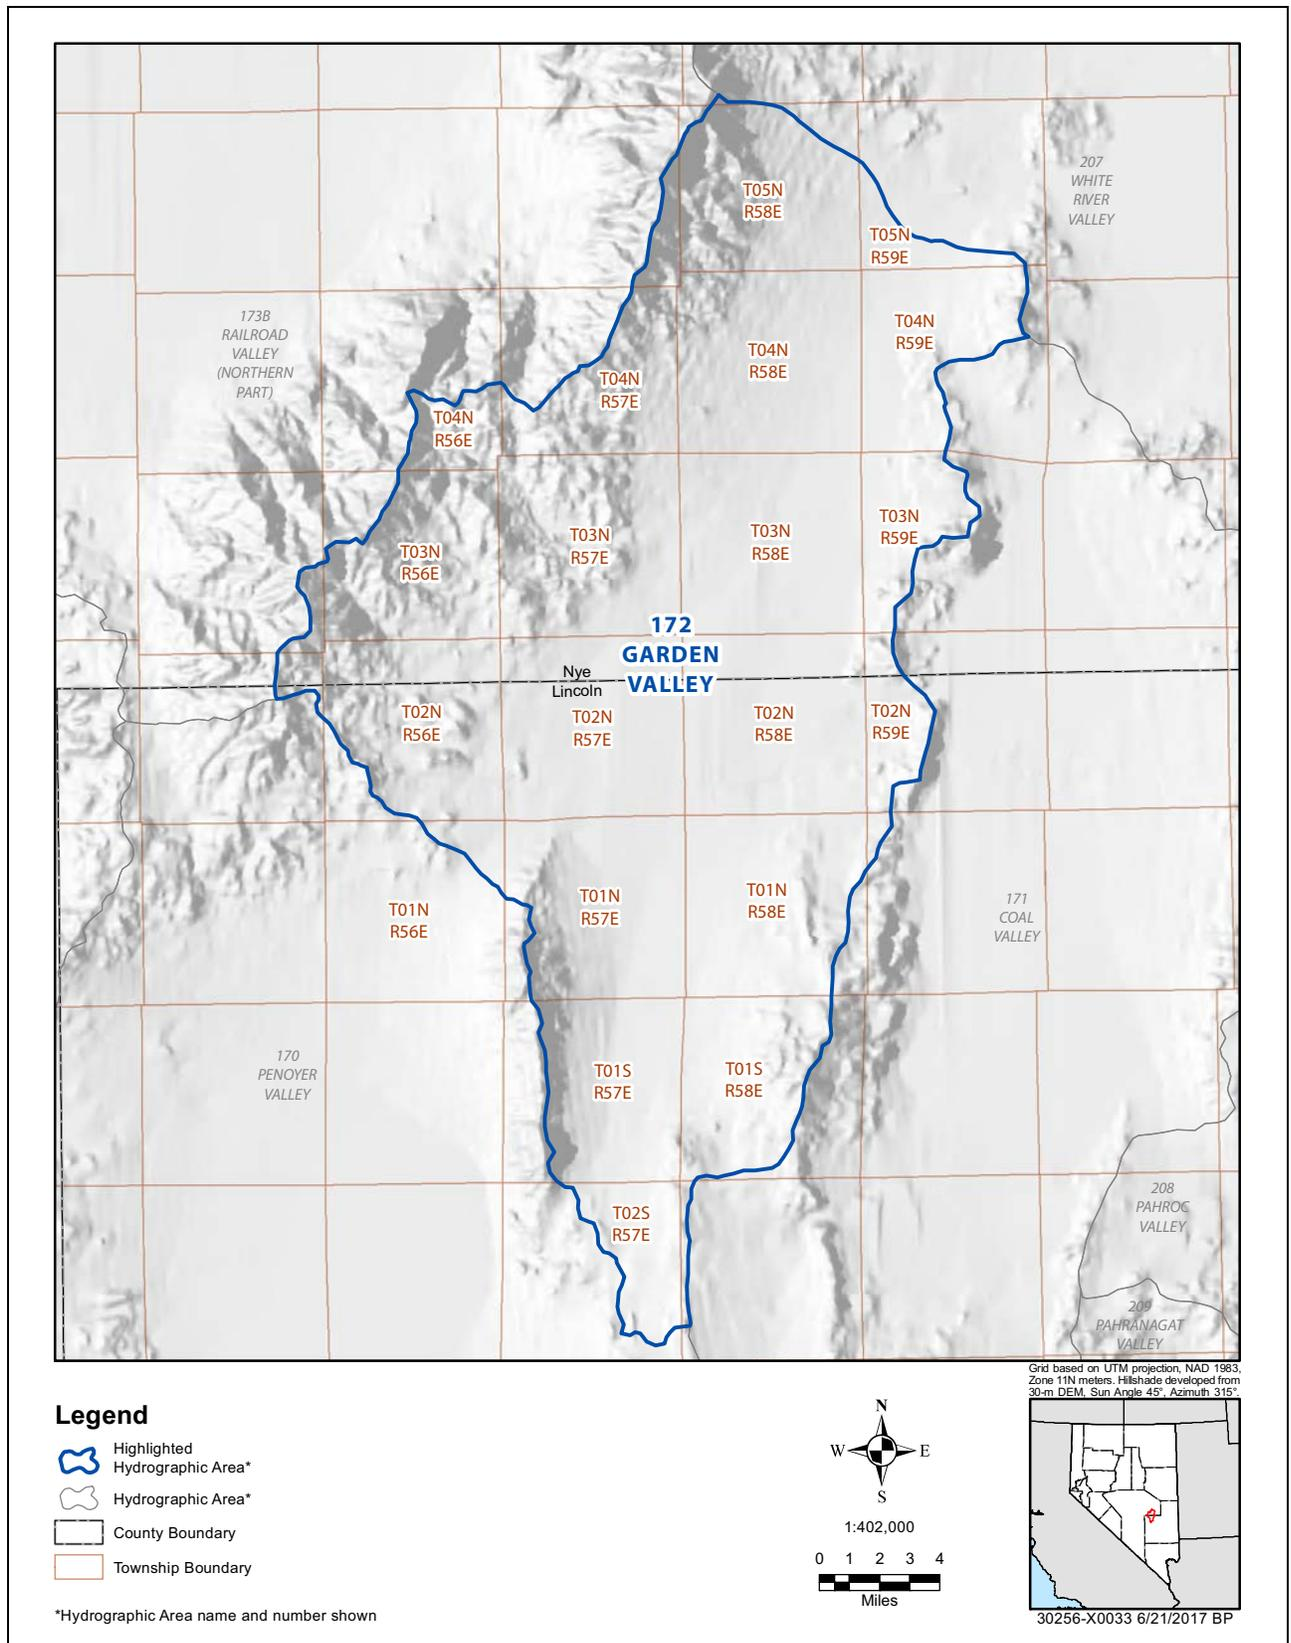 207
WHITE
RIVER
VALLEY
T05N
R58E
T05N
R59E
173B
RAILROAD
VALLEY
(NORTHERN
PART)
T04N
R59E
T04N
R58E
T04N
R57E
T04N
R56E
T03N
R59E
T03N
R58E
T03N
R57E
T03N
R56E
172
GARDEN
VALLEY
Nye
Lincoln
T02N
R56E
T02N
R57E
T02N
R58E
T02N
R59E
T01N
R56E
T01N
R57E
T01N
R58E
171
COAL
VALLEY
170
PENOYER
VALLEY
T01S
R57E
T01S
R58E
T02S
R57E
208
PAHROC
VALLEY
209
PAHRANAGAT
VALLEY
Grid based on UTM projection, NAD 1983,
Zone 11N meters. Hillshade developed from
30-m DEM, Sun Angle 45°, Azimuth 315°.
Legend
Highlighted
Hydrographic Area*
Hydrographic Area*
County Boundary
Township Boundary
*Hydrographic Area name and number shown
N
W E
S
1:402,000
0 1 2 3 4
Miles
30256-X0033 6/21/2017 BP